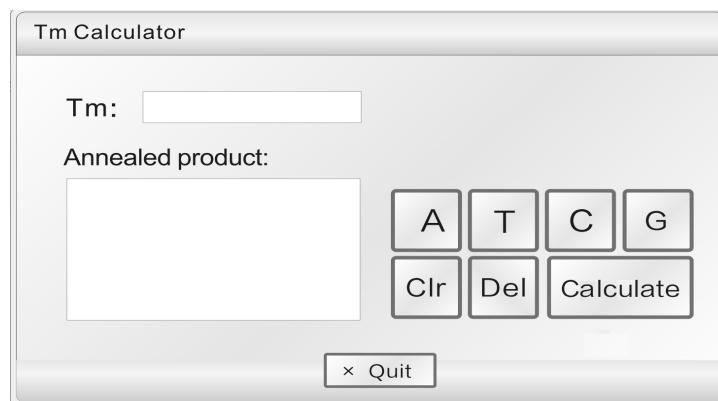 Tm Calculator
Tm:
Annealed product:
A T C G
Clr Del Calculate
× Quit